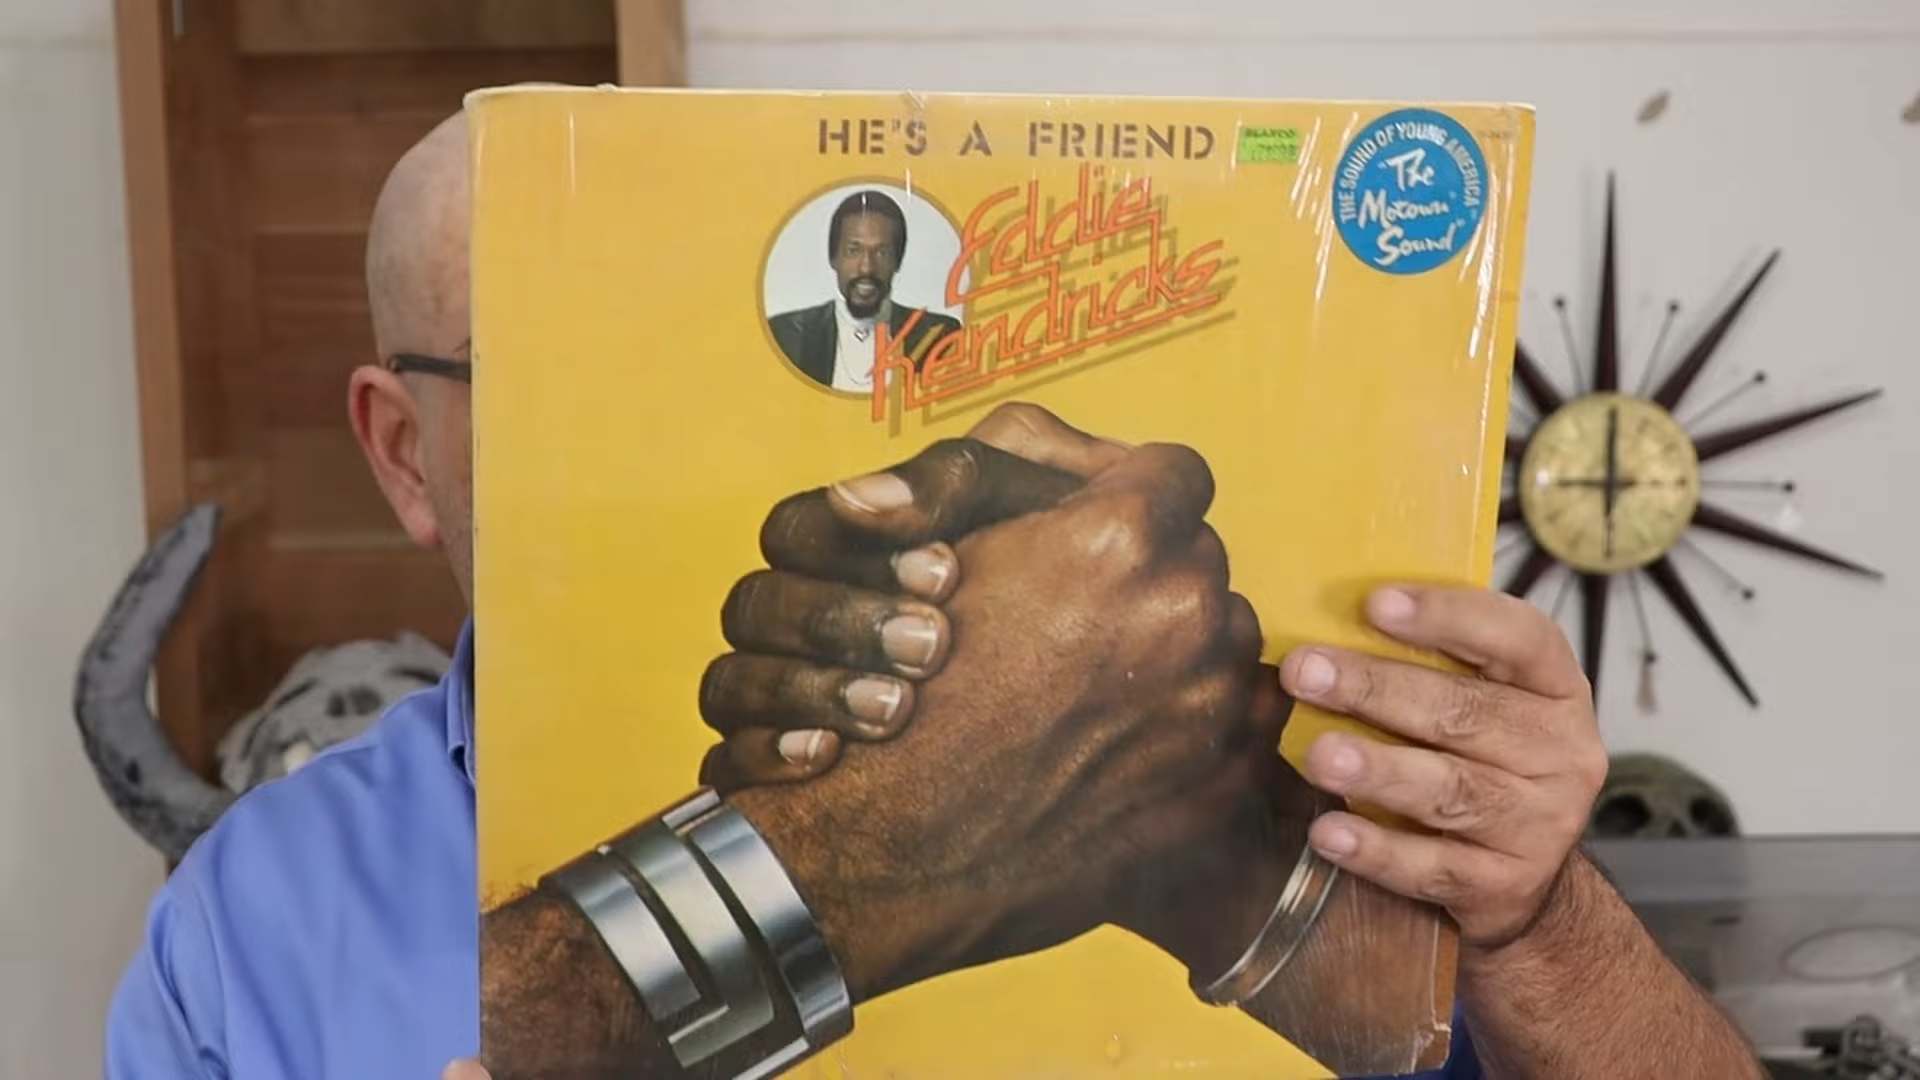 HE'S A FRIEND
Eddie
Kendricks
THE SOUND OF YOUNG AMERICA
"The
Motown
Sound"